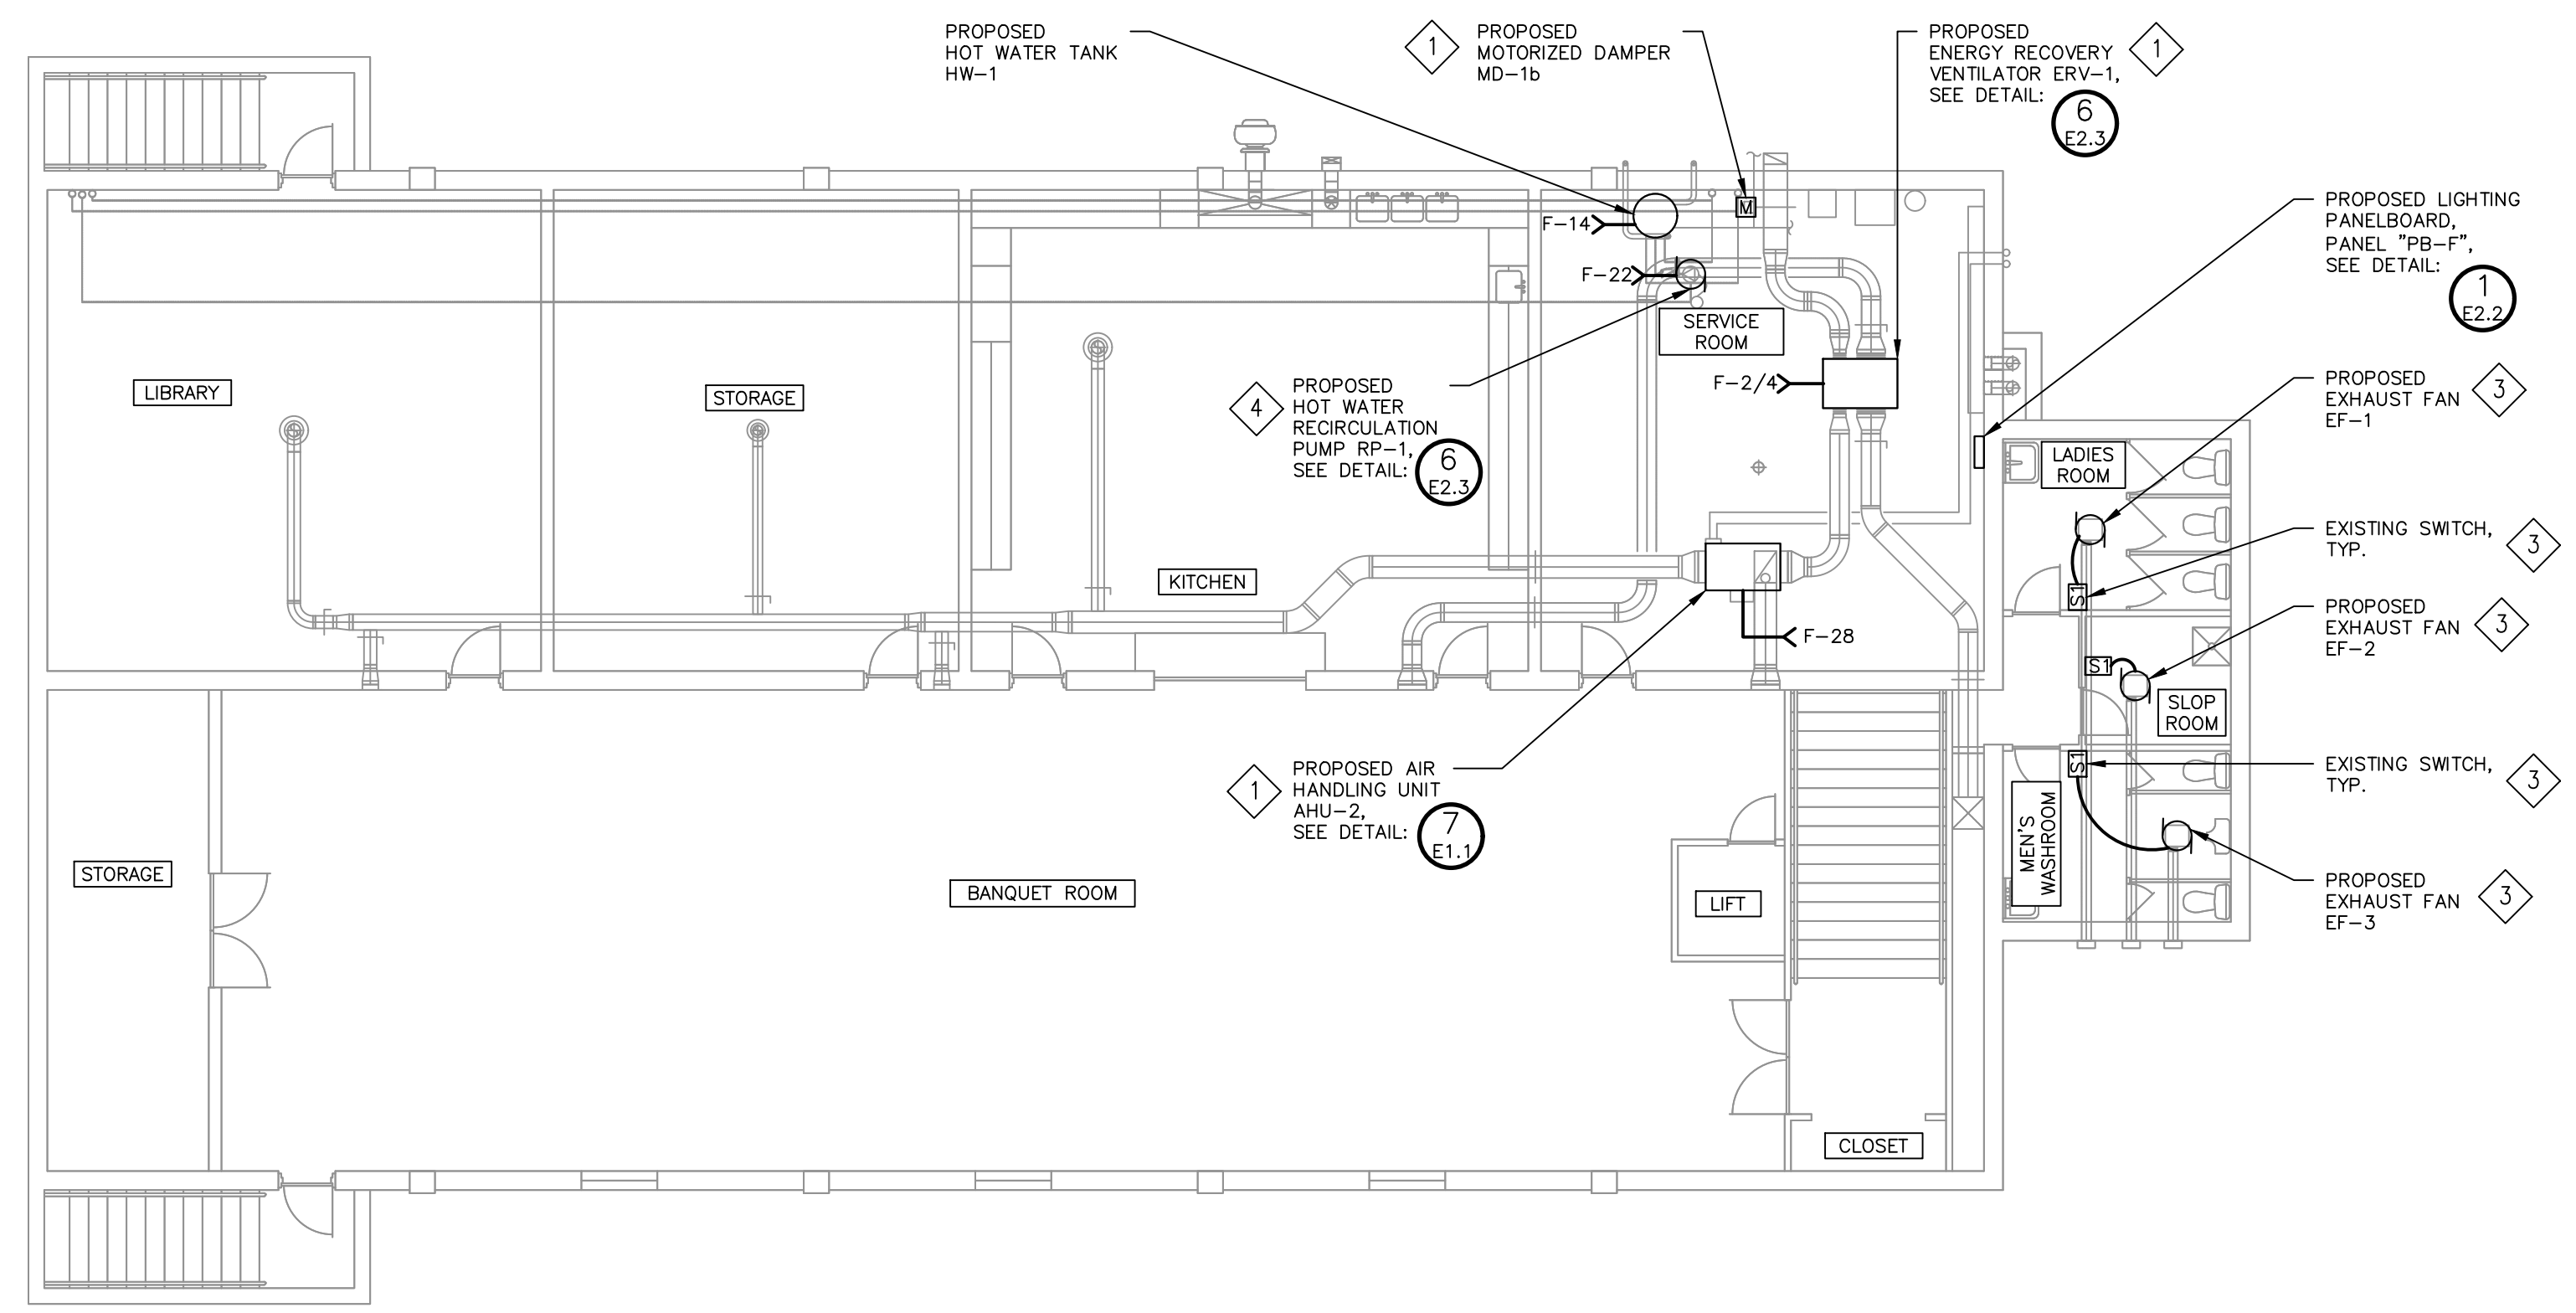 PROPOSED
HOT WATER TANK
HW-1
1
PROPOSED
MOTORIZED DAMPER
MD-1b
PROPOSED
ENERGY RECOVERY
VENTILATOR ERV-1,
SEE DETAIL:
1
6
E2.3
PROPOSED LIGHTING
PANELBOARD,
PANEL "PB-F",
SEE DETAIL:
1
E2.2
M
F-14
F-22
SERVICE
ROOM
F-2/4
LIBRARY
STORAGE
4
PROPOSED
HOT WATER
RECIRCULATION
PUMP RP-1,
SEE DETAIL:
6
E2.3
PROPOSED
EXHAUST FAN
EF-1
3
LADIES
ROOM
EXISTING SWITCH,
TYP.
3
KITCHEN
S1
F-28
PROPOSED
EXHAUST FAN
EF-2
3
S1
SLOP
ROOM
1
PROPOSED AIR
HANDLING UNIT
AHU-2,
SEE DETAIL:
7
E1.1
S1
EXISTING SWITCH,
TYP.
3
MEN'S
WASHROOM
STORAGE
BANQUET ROOM
LIFT
PROPOSED
EXHAUST FAN
EF-3
3
CLOSET